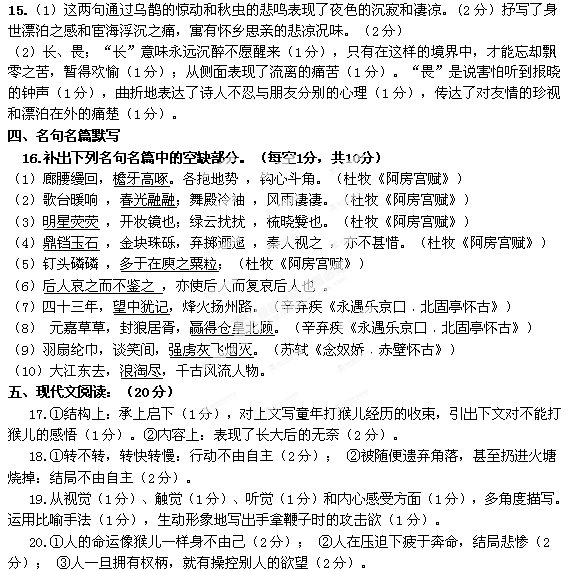 15.（1）这两句通过乌鹊的惊动和秋虫的悲鸣表现了夜色的沉寂和凄凉。（2分）抒写了身
世漂泊之感和宦海浮沉之痛，寓有怀乡思亲的悲凉况味。（2分）
（2）长、畏；“长”意味永远沉醉不愿醒来（1分），只有在这样的境界中，才能忘却飘
零之苦，暂得欢愉（1分）；从侧面表现了流离的痛苦（1分）。“畏”是说害怕听到报晓
的钟声（1分），曲折地表达了诗人不忍与朋友分别的心理（1分），传达了对友情的珍视
和漂泊在外的痛楚（1分）。
四、名句名篇默写
16.补出下列名句名篇中的空缺部分。（每空1分，共10分）
（1）廊腰缦回，檐牙高啄。各抱地势 ，钩心斗角。（杜牧《阿房宫赋》）
（2）歌台暖响 ，春光融融；舞殿冷油 ，风雨凄凄。（杜牧《阿房宫赋》）
（3）明星荧荧 ，开妆镜也；绿云扰扰 ，梳晓鬟也。（杜牧《阿房宫赋》）
（4）鼎铛玉石 ，金块珠砾，弃掷逦迤 ，秦人视之 ，亦不甚惜。（杜牧《阿房宫赋》）
（5）钉头磷磷 ，多于在庾之粟粒；（杜牧《阿房宫赋》）
（6）后人哀之而不鉴之 ，亦使后人而复哀后人也 。
（7）四十三年，望中犹记，烽火扬州路。（辛弃疾《永遇乐京口﹒北固亭怀古》）
（8） 元嘉草草，封狼居胥，赢得仓皇北顾。（辛弃疾《永遇乐京口﹒北固亭怀古》）
（9）羽扇纶巾，谈笑间，强虏灰飞烟灭。（苏轼《念奴娇﹒赤壁怀古》）
（10）大江东去，浪淘尽，千古风流人物。
五、现代文阅读：（20分）
17.①结构上：承上启下（1分），对上文写童年打猴儿经历的收束，引出下文对不能打
猴儿的感悟（1分）。②内容上：表现了长大后的无奈（2分）。
18.①转不转，转快转慢：行动不由自主（2分）； ②被随便遗弃角落，甚至扔进火塘
烧掉：结局不由自主（2分）。
19.从视觉（1分）、触觉（1分）、听觉（1分）和内心感受方面（1分），多角度描写。
运用比喻手法（1分），生动形象地写出手拿鞭子时的攻击欲（1分）。
20.①人的命运像猴儿一样身不由己（2分）； ②人在压迫下疲于奔命，结局悲惨（2
分）； ③人一旦拥有权柄，就有操控别人的欲望（2分）。